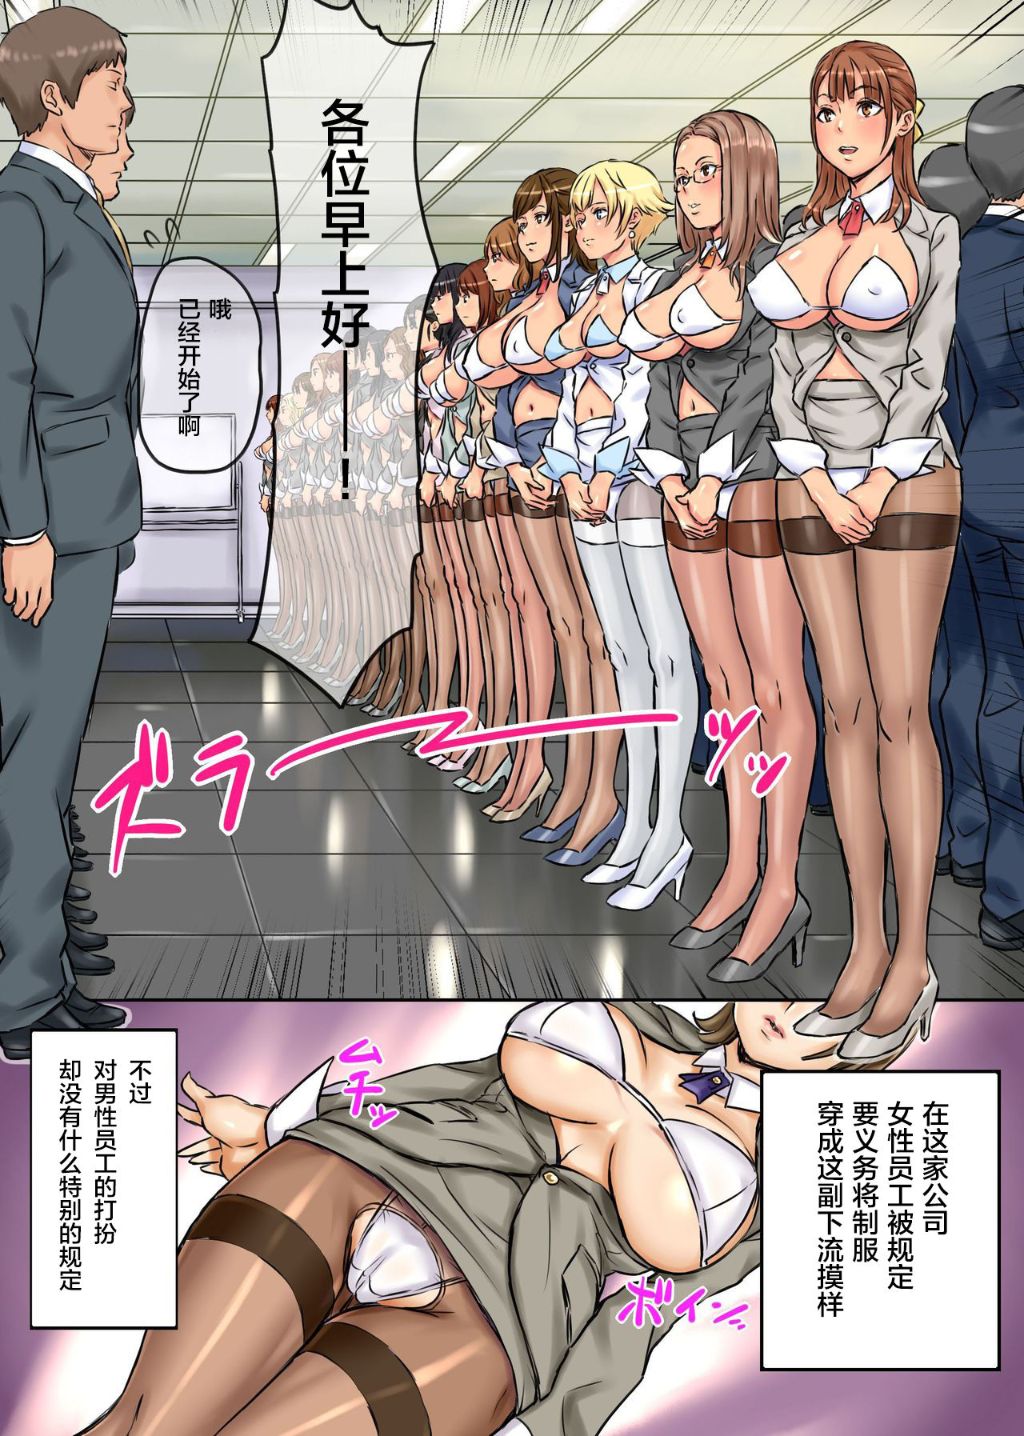 各位早上好————！
哦
已经开始了啊
ズラーーッッ
ムチッ
ボイン
在这家公司
女性员工被规定
要义务将制服
穿成这副下流摸样
不过
对男性员工的打扮
却没有什么特别的规定